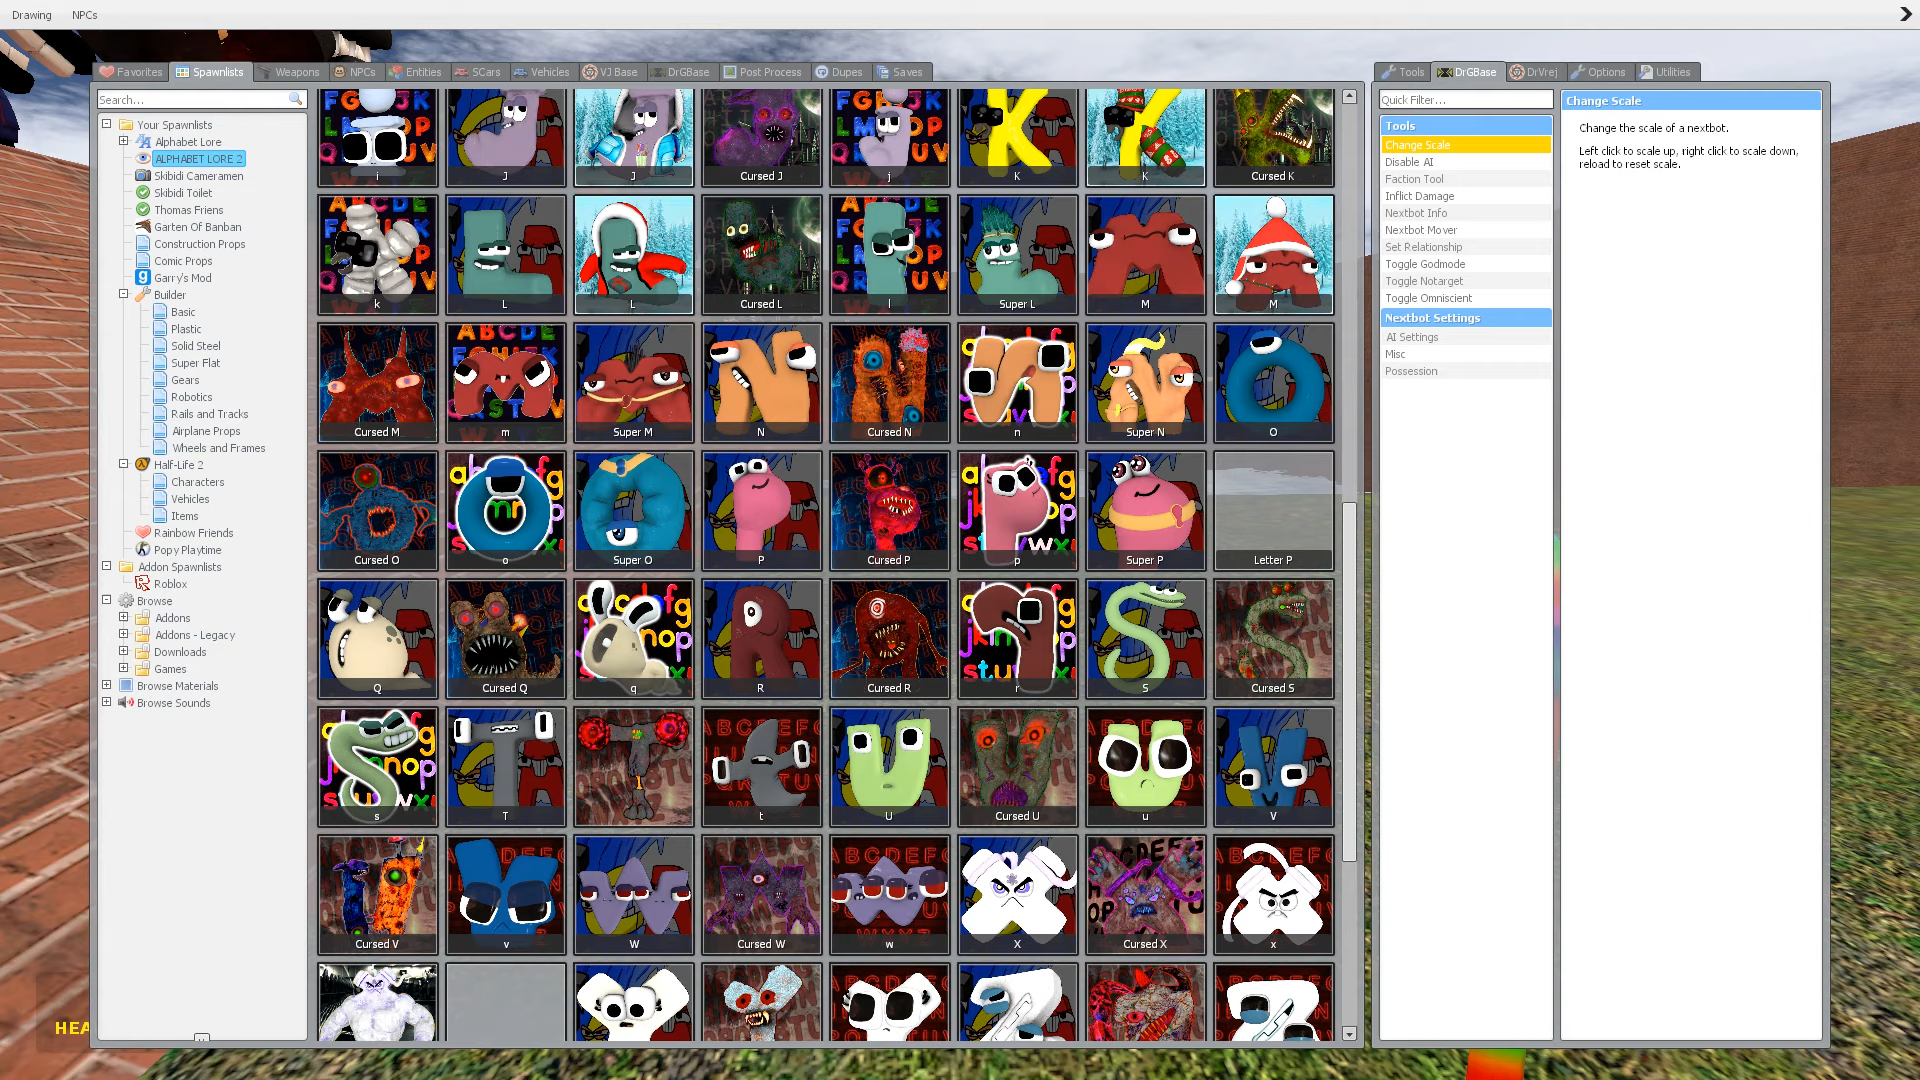 Drawing NPCs
Favorites Spawnlists Weapons NPCs Entities SCars Vehicles VJ Base DrGBase Post Process Dupes Saves
Tools DrGBase DrVrej Options Utilities
Search...
Your Spawnlists
Alphabet Lore
ALPHABET LORE 2
Skibidi Cameramen
Skibidi Toilet
Thomas Friens
Garten Of Banban
Construction Props
Comic Props
Garry's Mod
Builder
Basic
Plastic
Solid Steel
Super Flat
Gears
Robotics
Rails and Tracks
Airplane Props
Wheels and Frames
Half-Life 2
Characters
Vehicles
Items
Rainbow Friends
Popy Playtime
Addon Spawnlists
Roblox
Browse
Addons
Addons - Legacy
Downloads
Games
Browse Materials
Browse Sounds
i J J Cursed J j K K Cursed K
k L L Cursed L l Super L M M
Cursed M m Super M N Cursed N n Super N O
Cursed O o Super O P Cursed P p Super P Letter P
Q Cursed Q q R Cursed R r S Cursed S
s T t U Cursed U u V
Cursed V v W Cursed W w X Cursed X x
Quick Filter...
Tools
Change Scale
Disable AI
Faction Tool
Inflict Damage
Nextbot Info
Nextbot Mover
Set Relationship
Toggle Godmode
Toggle Notarget
Toggle Omniscient
Nextbot Settings
AI Settings
Misc
Possession
Change Scale
Change the scale of a nextbot.
Left click to scale up, right click to scale down,
reload to reset scale.
HEA